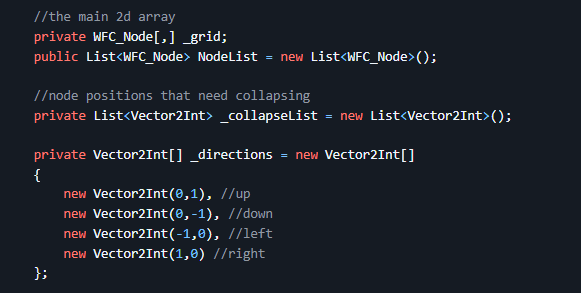 //the main 2d array
private WFC_Node[,] _grid;
public List<WFC_Node> NodeList = new List<WFC_Node>();
//node positions that need collapsing
private List<Vector2Int> _collapseList = new List<Vector2Int>();
private Vector2Int[] _directions = new Vector2Int[]
{
new Vector2Int(0,1), //up
new Vector2Int(0,-1), //down
new Vector2Int(-1,0), //left
new Vector2Int(1,0) //right
};